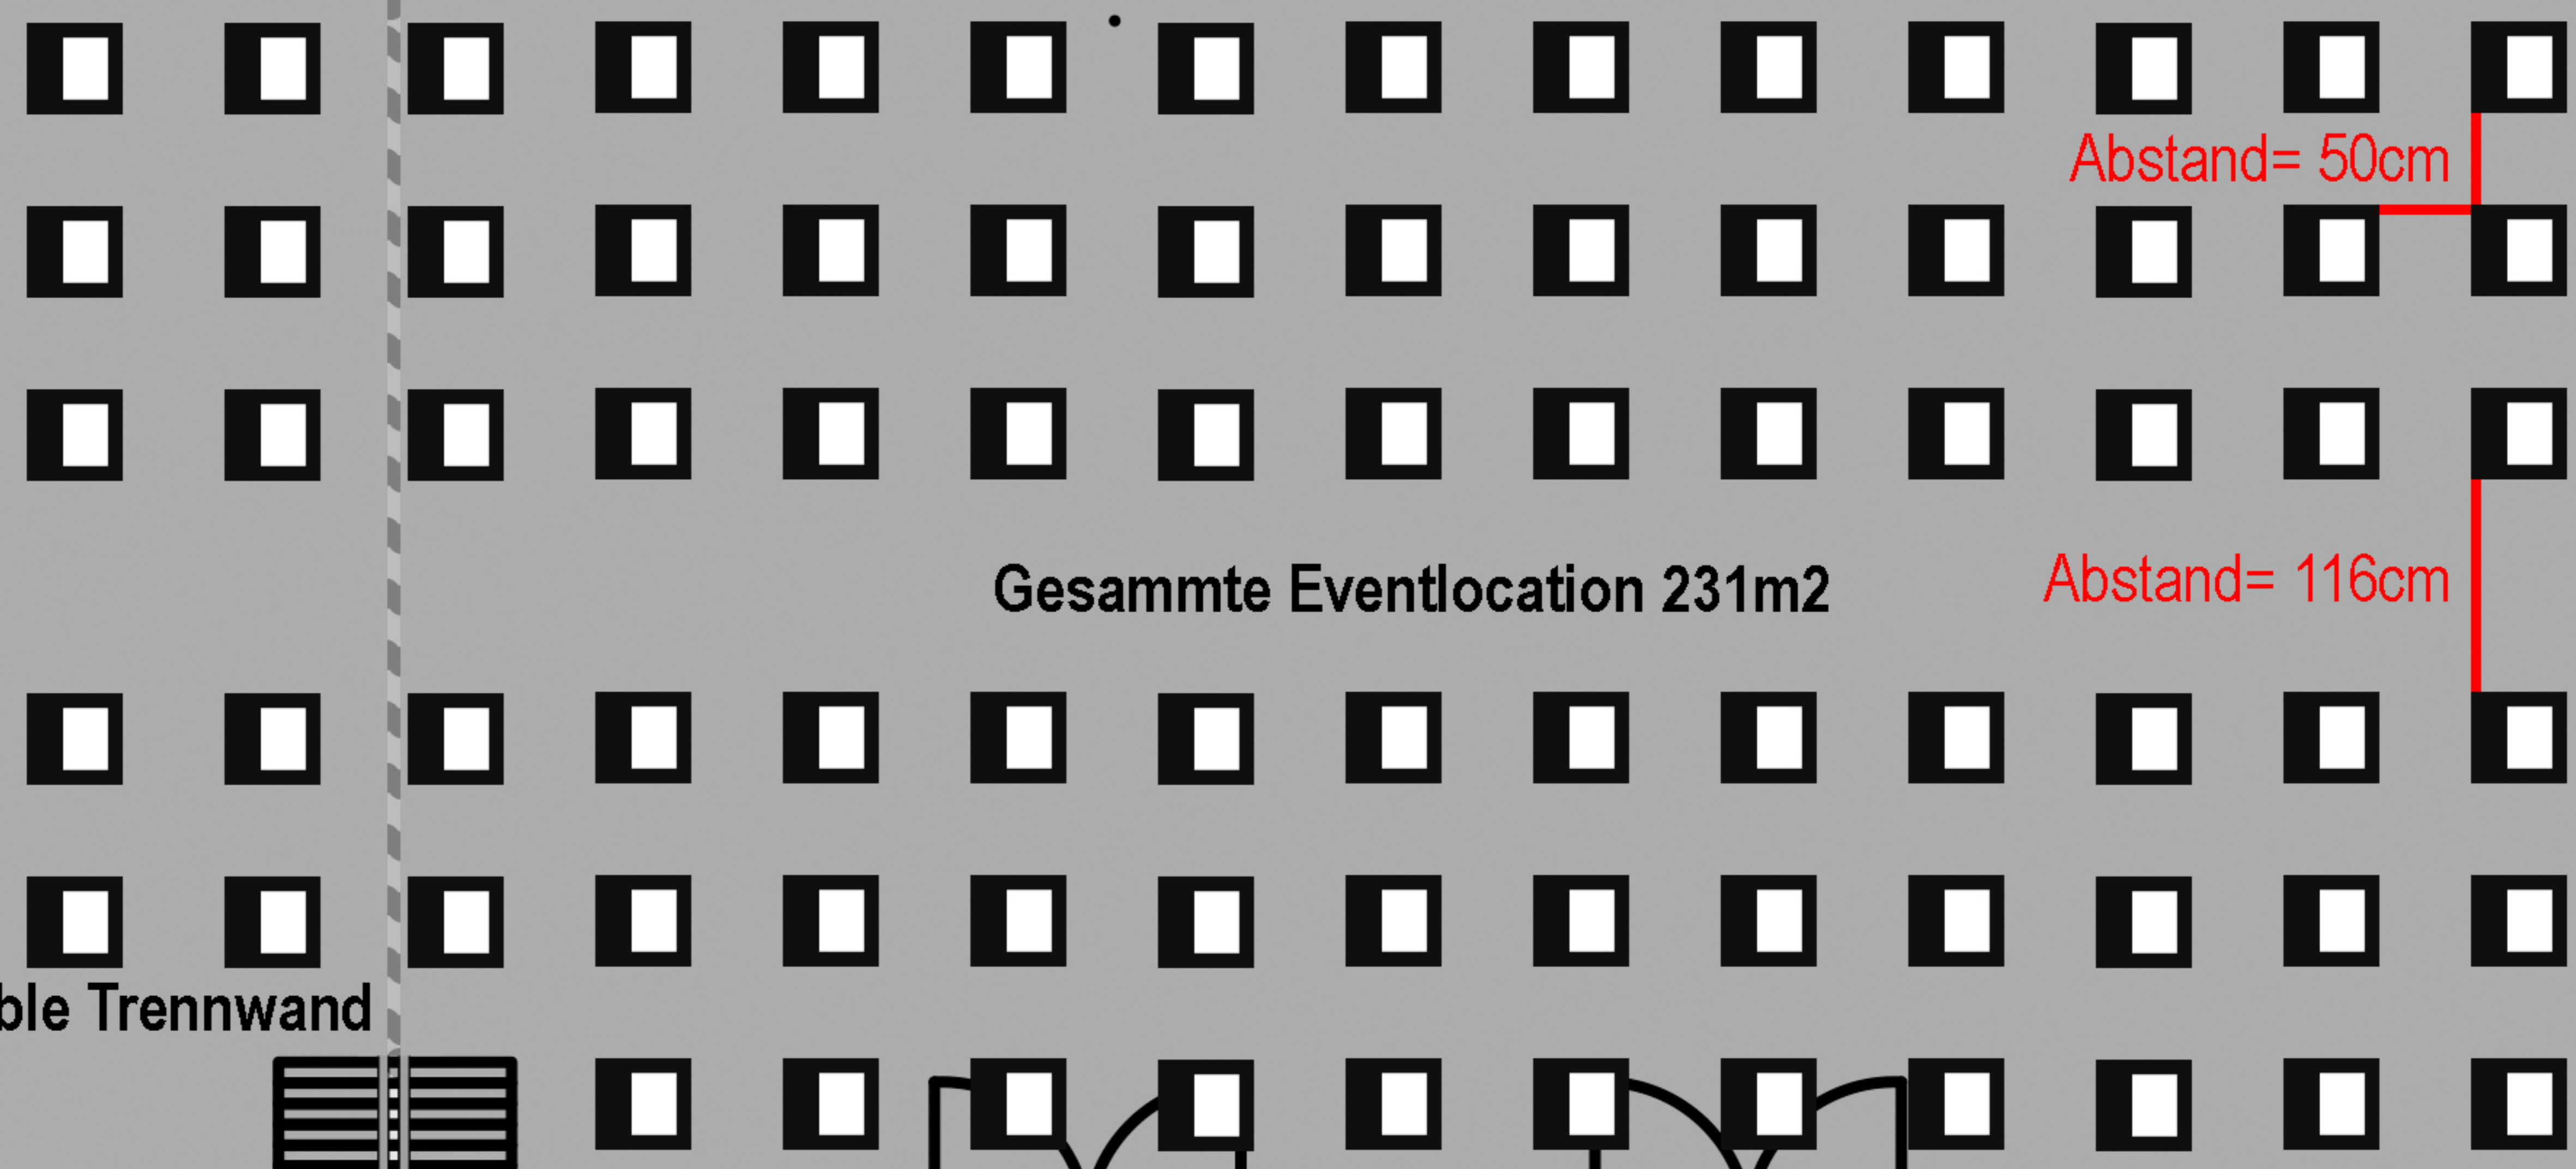 Abstand= 50cm
Gesammte Eventlocation 231m2
Abstand= 116cm
ble Trennwand